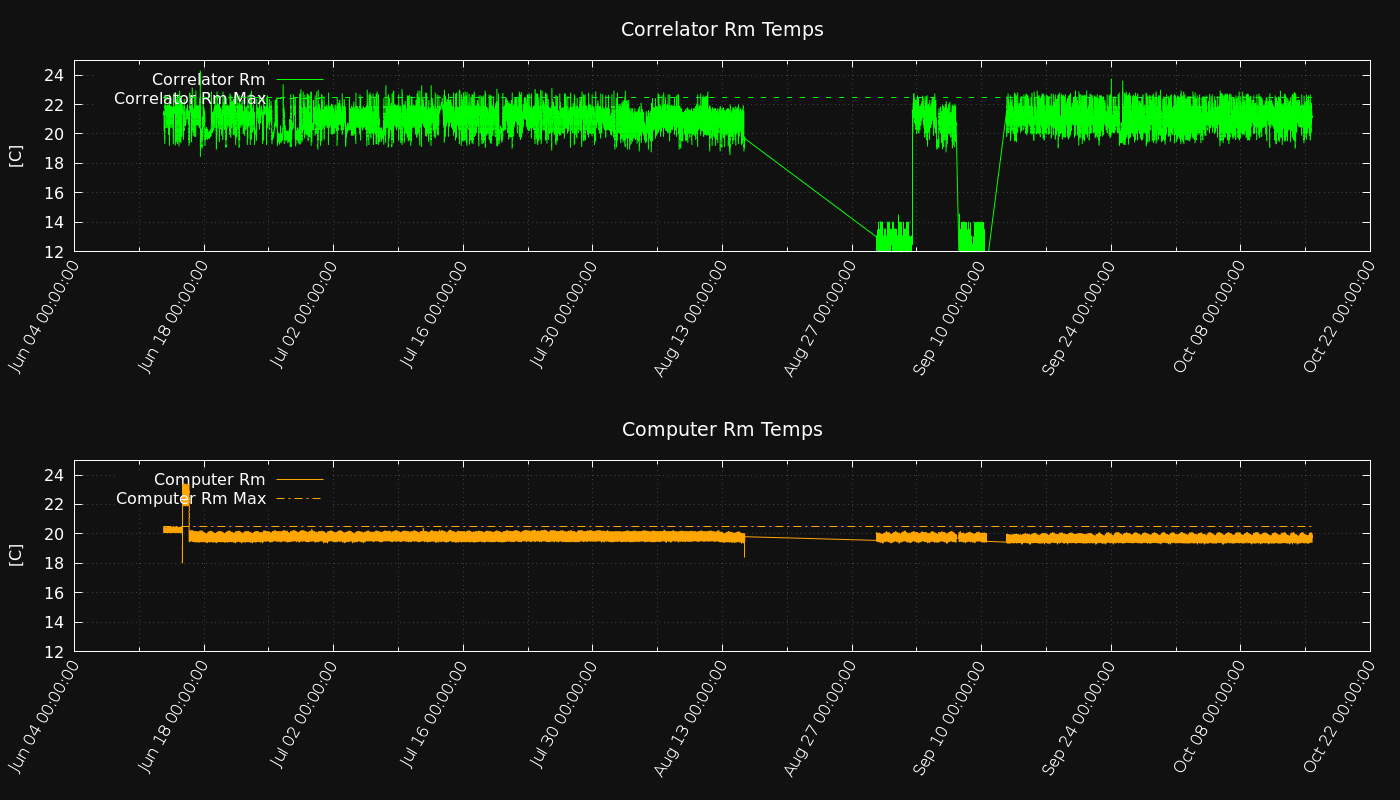 Correlator Rm Temps
Correlator Rm
Correlator Rm Max
24
22
20
18
16
14
12
[C]
Jun 04 00:00:00
Jun 18 00:00:00
Jul 02 00:00:00
Jul 16 00:00:00
Jul 30 00:00:00
Aug 13 00:00:00
Aug 27 00:00:00
Sep 10 00:00:00
Sep 24 00:00:00
Oct 08 00:00:00
Oct 22 00:00:00
Computer Rm Temps
Computer Rm
Computer Rm Max
24
22
20
18
16
14
12
[C]
Jun 04 00:00:00
Jun 18 00:00:00
Jul 02 00:00:00
Jul 16 00:00:00
Jul 30 00:00:00
Aug 13 00:00:00
Aug 27 00:00:00
Sep 10 00:00:00
Sep 24 00:00:00
Oct 08 00:00:00
Oct 22 00:00:00